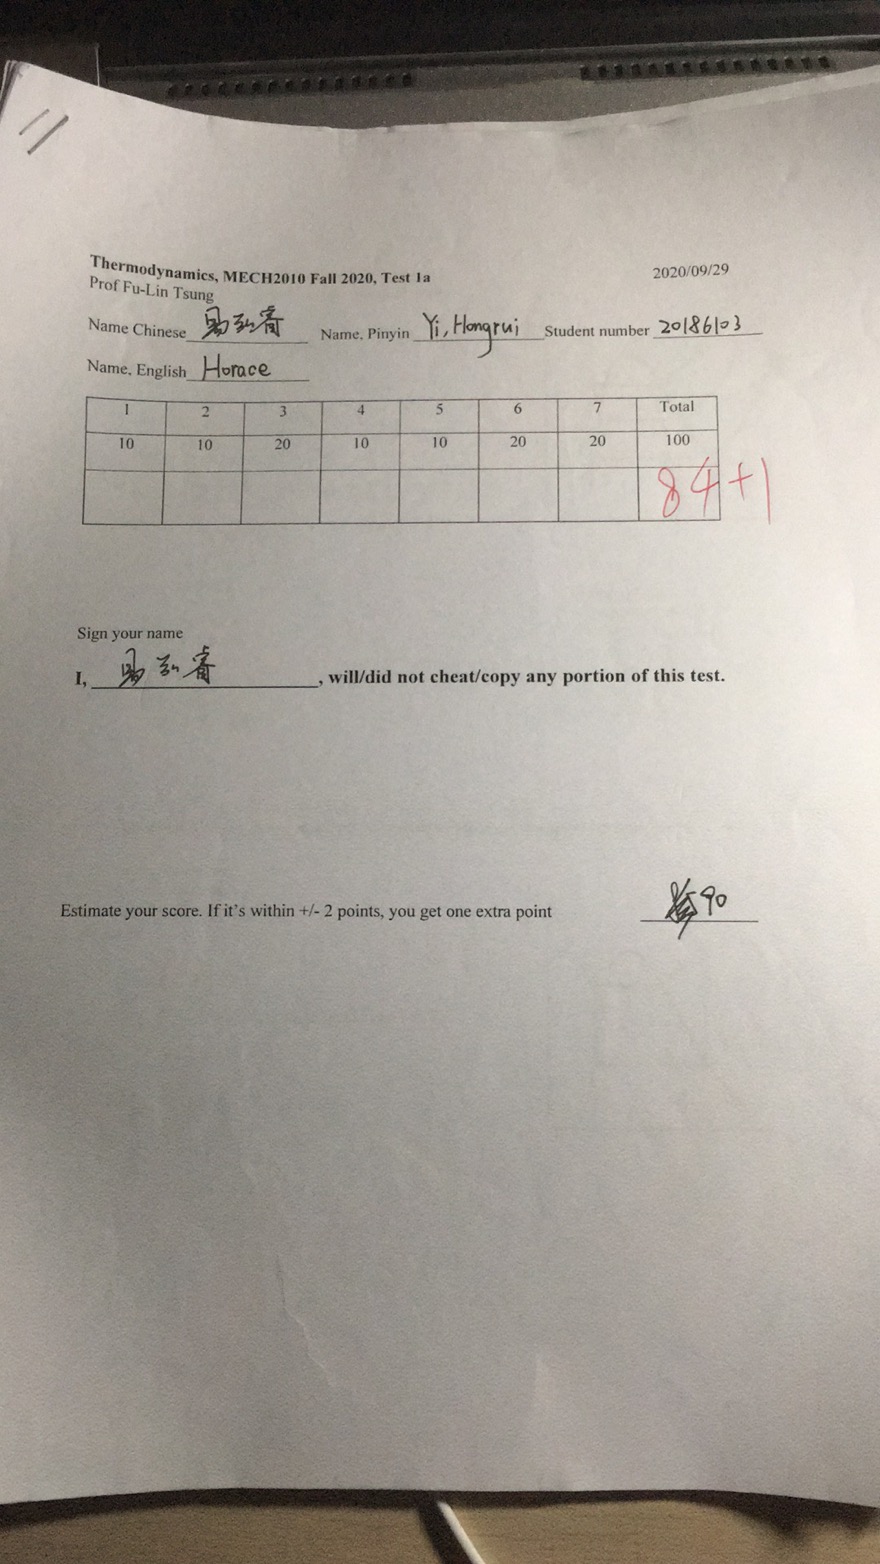 Thermodynamics, MECH2010 Fall 2020, Test 1a 2020/09/29
Prof Fu-Lin Tsung
Name Chinese 易弘睿 Name, Pinyin Yi, Hongrui Student number 20186103
Name, English Horace
1 2 3 4 5 6 7 Total
10 10 20 10 10 20 20 100
84+1
Sign your name
I, 易弘睿, will/did not cheat/copy any portion of this test.
Estimate your score. If it's within +/- 2 points, you get one extra point 90